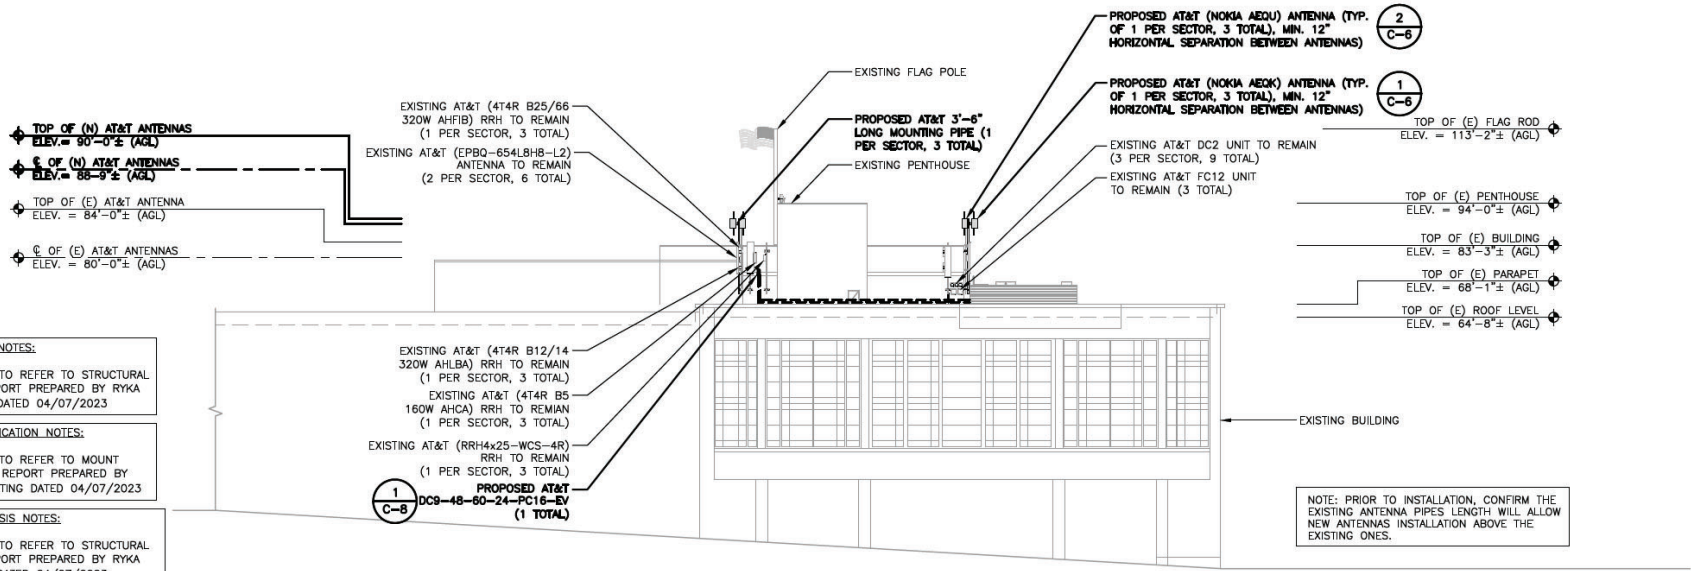 PROPOSED AT&T (NOKIA AEQU) ANTENNA (TYP.
OF 1 PER SECTOR, 3 TOTAL), MIN. 12"
HORIZONTAL SEPARATION BETWEEN ANTENNAS)
2
C-6
PROPOSED AT&T (NOKIA AEQK) ANTENNA (TYP.
OF 1 PER SECTOR, 3 TOTAL), MIN. 12"
HORIZONTAL SEPARATION BETWEEN ANTENNAS)
1
C-6
EXISTING FLAG POLE
EXISTING AT&T (4T4R B25/66
320W AHFIB) RRH TO REMAIN
(1 PER SECTOR, 3 TOTAL)
EXISTING AT&T (EPBQ-654L8H8-L2)
ANTENNA TO REMAIN
(2 PER SECTOR, 6 TOTAL)
PROPOSED AT&T 3'-6"
LONG MOUNTING PIPE (1
PER SECTOR, 3 TOTAL)
EXISTING PENTHOUSE
EXISTING AT&T DC2 UNIT TO REMAIN
(3 PER SECTOR, 9 TOTAL)
EXISTING AT&T FC12 UNIT
TO REMAIN (3 TOTAL)
TOP OF (N) AT&T ANTENNAS
ELEV.= 90'-0"± (AGL)
℄ OF (N) AT&T ANTENNAS
ELEV.= 88-9"± (AGL)
TOP OF (E) AT&T ANTENNA
ELEV. = 84'-0"± (AGL)
℄ OF (E) AT&T ANTENNAS
ELEV. = 80'-0"± (AGL)
TOP OF (E) FLAG ROD
ELEV. = 113'-2"± (AGL)
TOP OF (E) PENTHOUSE
ELEV. = 94'-0"± (AGL)
TOP OF (E) BUILDING
ELEV. = 83'-3"± (AGL)
TOP OF (E) PARAPET
ELEV. = 68'-1"± (AGL)
TOP OF (E) ROOF LEVEL
ELEV. = 64'-8"± (AGL)
NOTES:
TO REFER TO STRUCTURAL
PORT PREPARED BY RYKA
DATED 04/07/2023
ICATION NOTES:
TO REFER TO MOUNT
REPORT PREPARED BY
TING DATED 04/07/2023
SIS NOTES:
TO REFER TO STRUCTURAL
PORT PREPARED BY RYKA
EXISTING AT&T (4T4R B12/14
320W AHLBA) RRH TO REMAIN
(1 PER SECTOR, 3 TOTAL)
EXISTING AT&T (4T4R B5
160W AHCA) RRH TO REMIAN
(1 PER SECTOR, 3 TOTAL)
EXISTING AT&T (RRH4x25-WCS-4R)
RRH TO REMAIN
(1 PER SECTOR, 3 TOTAL)
1
C-8
PROPOSED AT&T
DC9-48-60-24-PC16-EV
(1 TOTAL)
EXISTING BUILDING
NOTE: PRIOR TO INSTALLATION, CONFIRM THE
EXISTING ANTENNA PIPES LENGTH WILL ALLOW
NEW ANTENNAS INSTALLATION ABOVE THE
EXISTING ONES.